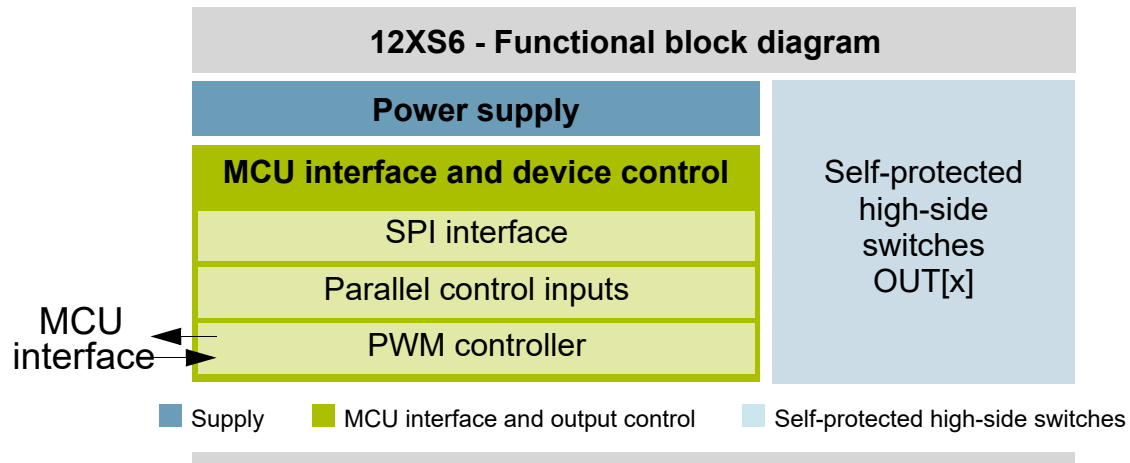 12XS6 - Functional block diagram
Power supply
MCU interface and device control
SPI interface
Parallel control inputs
PWM controller
Self-protected
high-side
switches
OUT[x]
MCU
interface
Supply
MCU interface and output control
Self-protected high-side switches